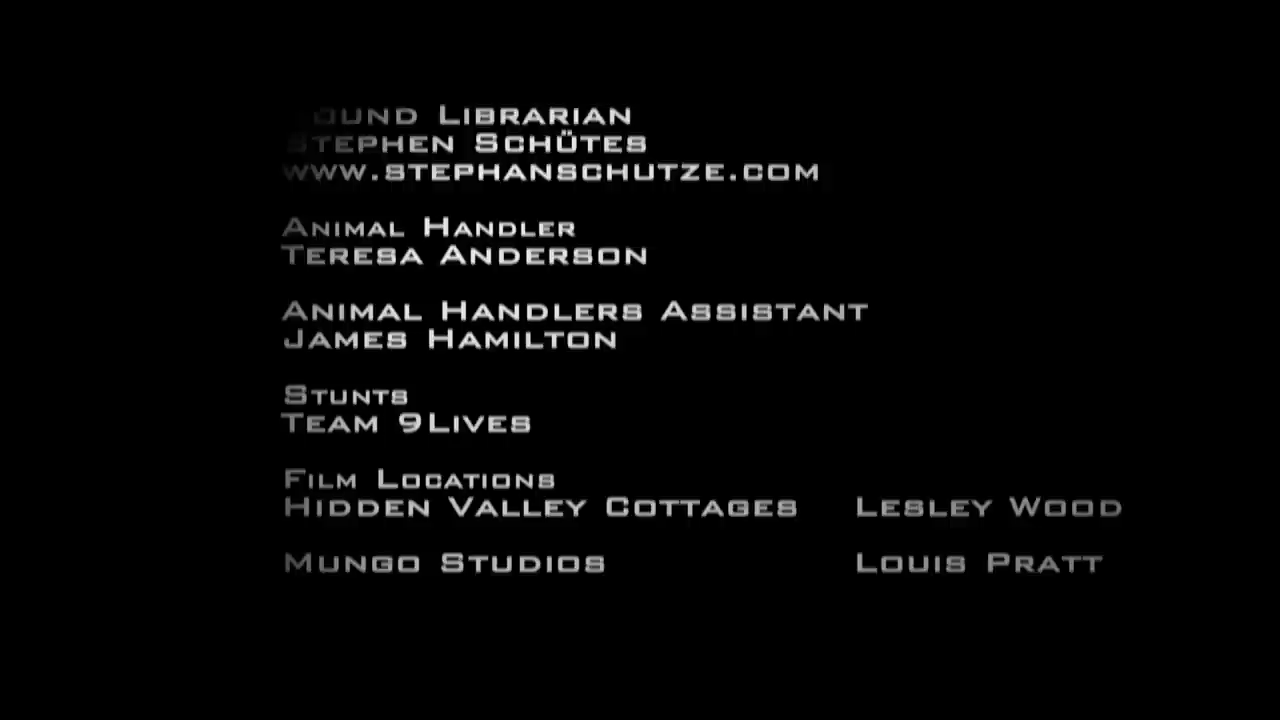 Sound Librarian
Stephen Schütes
www.stephanschutze.com
Animal Handler
Teresa Anderson
Animal Handlers Assistant
James Hamilton
Stunts
Team 9Lives
Film Locations
Hidden Valley Cottages Lesley Wood
Mungo Studios Louis Pratt